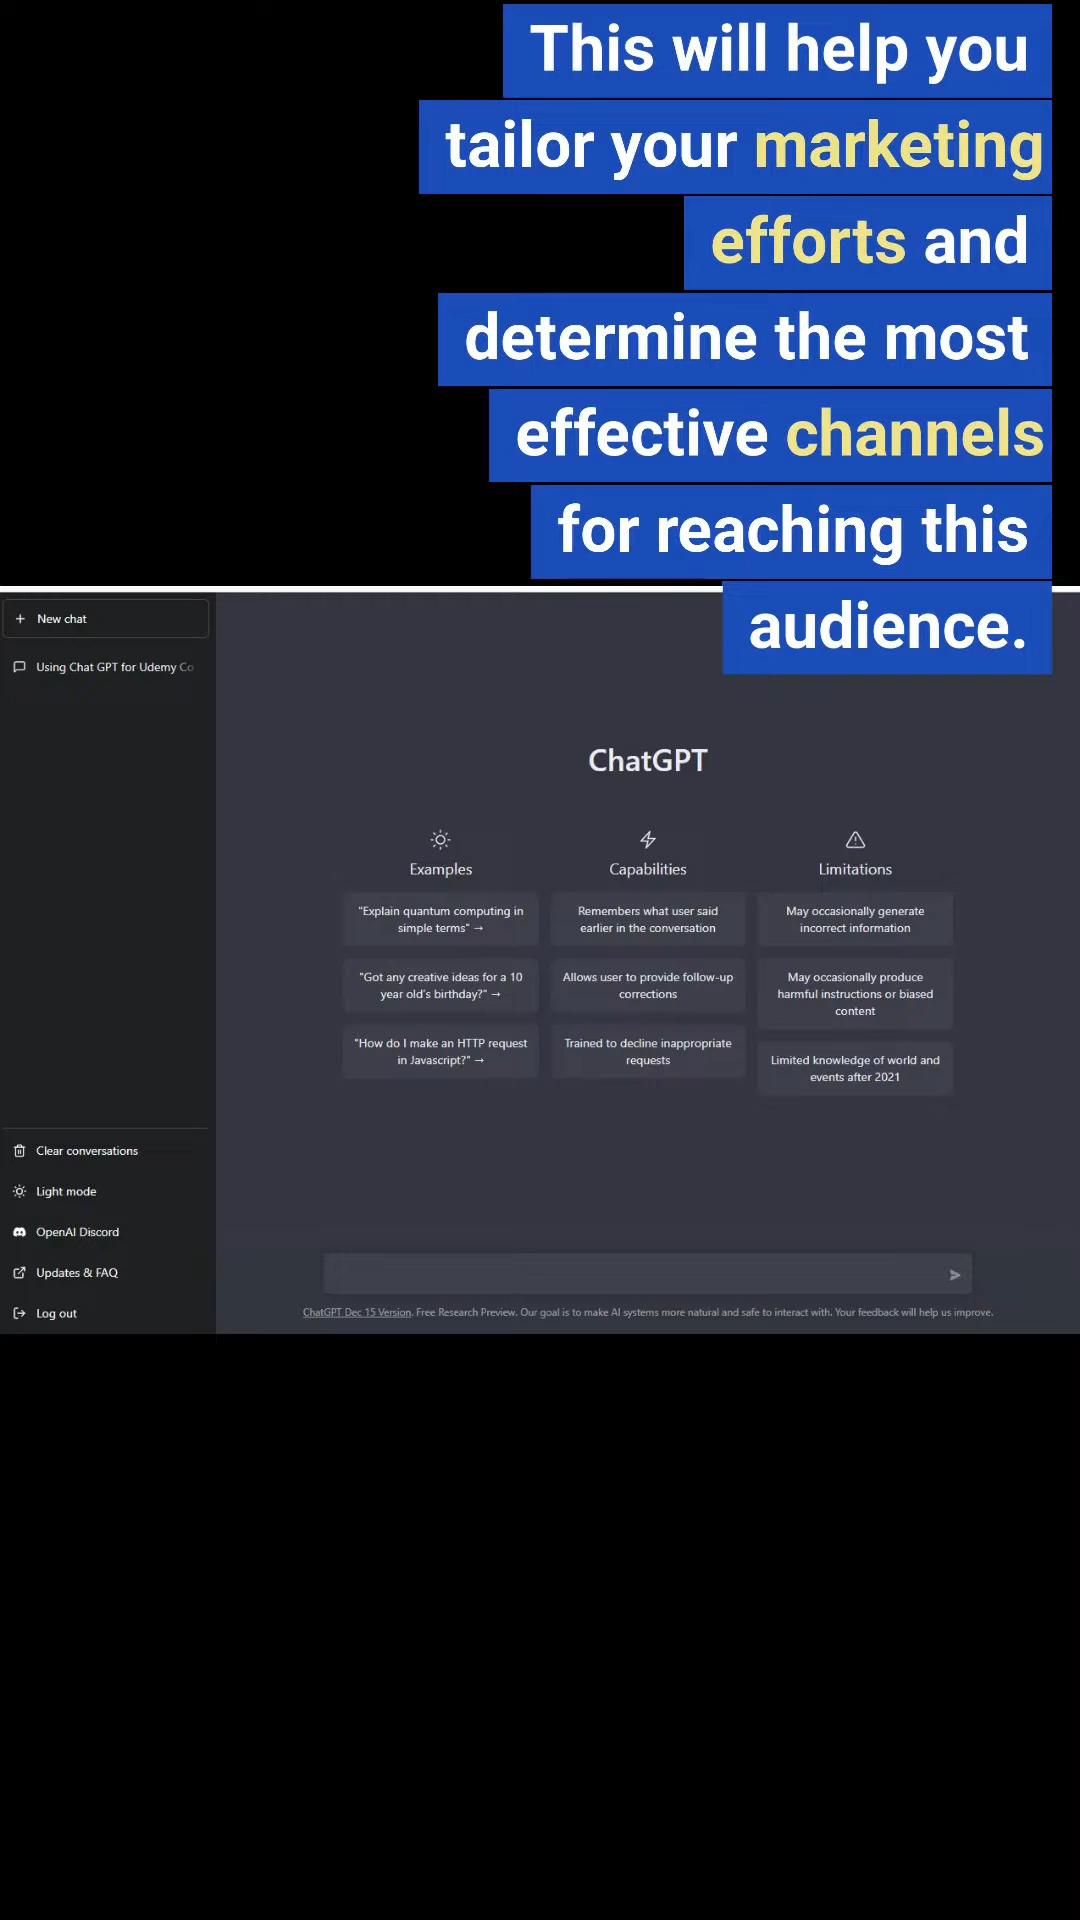 This will help you
tailor your marketing
efforts and
determine the most
effective channels
for reaching this
audience.
+ New chat
Using Chat GPT for Udemy Co
ChatGPT
Examples
Capabilities
Limitations
"Explain quantum computing in
simple terms" →
Remembers what user said
earlier in the conversation
May occasionally generate
incorrect information
"Got any creative ideas for a 10
year old's birthday?" →
Allows user to provide follow-up
corrections
May occasionally produce
harmful instructions or biased
content
"How do I make an HTTP request
in Javascript?" →
Trained to decline inappropriate
requests
Limited knowledge of world and
events after 2021
Clear conversations
Light mode
OpenAI Discord
Updates & FAQ
Log out
ChatGPT Dec 15 Version. Free Research Preview. Our goal is to make AI systems more natural and safe to interact with. Your feedback will help us improve.